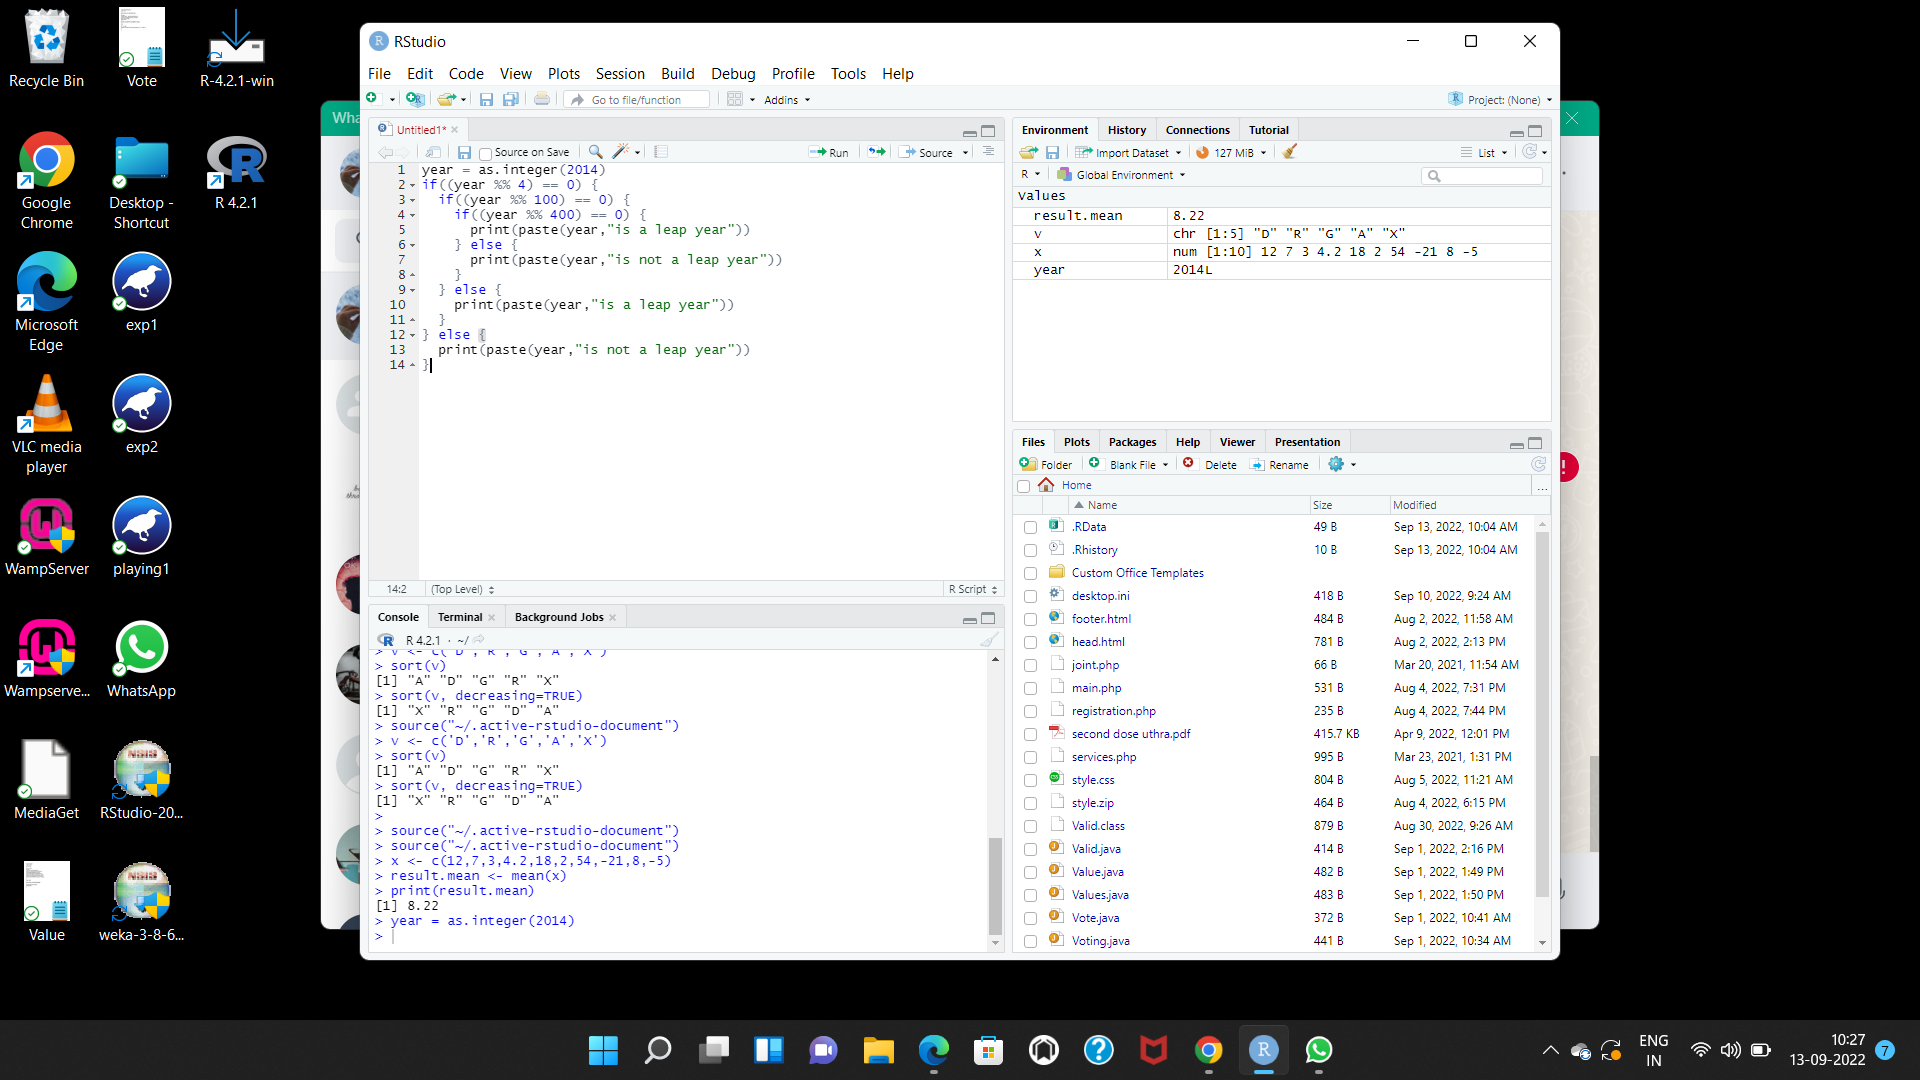 Recycle Bin
Vote
R-4.2.1-win
Google Chrome
Desktop - Shortcut
R 4.2.1
Microsoft Edge
exp1
VLC media player
exp2
WampServer
playing1
Wampserve...
WhatsApp
MediaGet
RStudio-20...
Value
weka-3-8-6...
RStudio
File Edit Code View Plots Session Build Debug Profile Tools Help
Go to file/function
Addins
Project: (None)
Untitled1*
Source on Save
Run
Source
1 year = as.integer(2014)
2 if((year %% 4) == 0) {
3 if((year %% 100) == 0) {
4 if((year %% 400) == 0) {
5 print(paste(year,"is a leap year"))
6 } else {
7 print(paste(year,"is not a leap year"))
8 }
9 } else {
10 print(paste(year,"is a leap year"))
11 }
12 } else {
13 print(paste(year,"is not a leap year"))
14 }
14:2 (Top Level) R Script
Console Terminal Background Jobs
R 4.2.1 · ~/
> v <- c('D','R','G','A','X')
> sort(v)
[1] "A" "D" "G" "R" "X"
> sort(v, decreasing=TRUE)
[1] "X" "R" "G" "D" "A"
> source("~/.active-rstudio-document")
> v <- c('D','R','G','A','X')
> sort(v)
[1] "A" "D" "G" "R" "X"
> sort(v, decreasing=TRUE)
[1] "X" "R" "G" "D" "A"
>
> source("~/.active-rstudio-document")
> source("~/.active-rstudio-document")
> x <- c(12,7,3,4.2,18,2,54,-21,8,-5)
> result.mean <- mean(x)
> print(result.mean)
[1] 8.22
> year = as.integer(2014)
>
Environment History Connections Tutorial
Import Dataset 127 MiB List
R Global Environment
Values
result.mean 8.22
v chr [1:5] "D" "R" "G" "A" "X"
x num [1:10] 12 7 3 4.2 18 2 54 -21 8 -5
year 2014L
Files Plots Packages Help Viewer Presentation
Folder Blank File Delete Rename
Home ...
Name Size Modified
.RData 49 B Sep 13, 2022, 10:04 AM
.Rhistory 10 B Sep 13, 2022, 10:04 AM
Custom Office Templates
desktop.ini 418 B Sep 10, 2022, 9:24 AM
footer.html 484 B Aug 2, 2022, 11:58 AM
head.html 781 B Aug 2, 2022, 2:13 PM
joint.php 66 B Mar 20, 2021, 11:54 AM
main.php 531 B Aug 4, 2022, 7:31 PM
registration.php 235 B Aug 4, 2022, 7:44 PM
second dose uthra.pdf 415.7 KB Apr 9, 2022, 12:01 PM
services.php 995 B Mar 23, 2021, 1:31 PM
style.css 804 B Aug 5, 2022, 11:21 AM
style.zip 464 B Aug 4, 2022, 6:15 PM
Valid.class 879 B Aug 30, 2022, 9:26 AM
Valid.java 414 B Sep 1, 2022, 2:16 PM
Value.java 482 B Sep 1, 2022, 1:49 PM
Values.java 483 B Sep 1, 2022, 1:50 PM
Vote.java 372 B Sep 1, 2022, 10:41 AM
Voting.java 441 B Sep 1, 2022, 10:34 AM
ENG
IN
10:27
13-09-2022
7